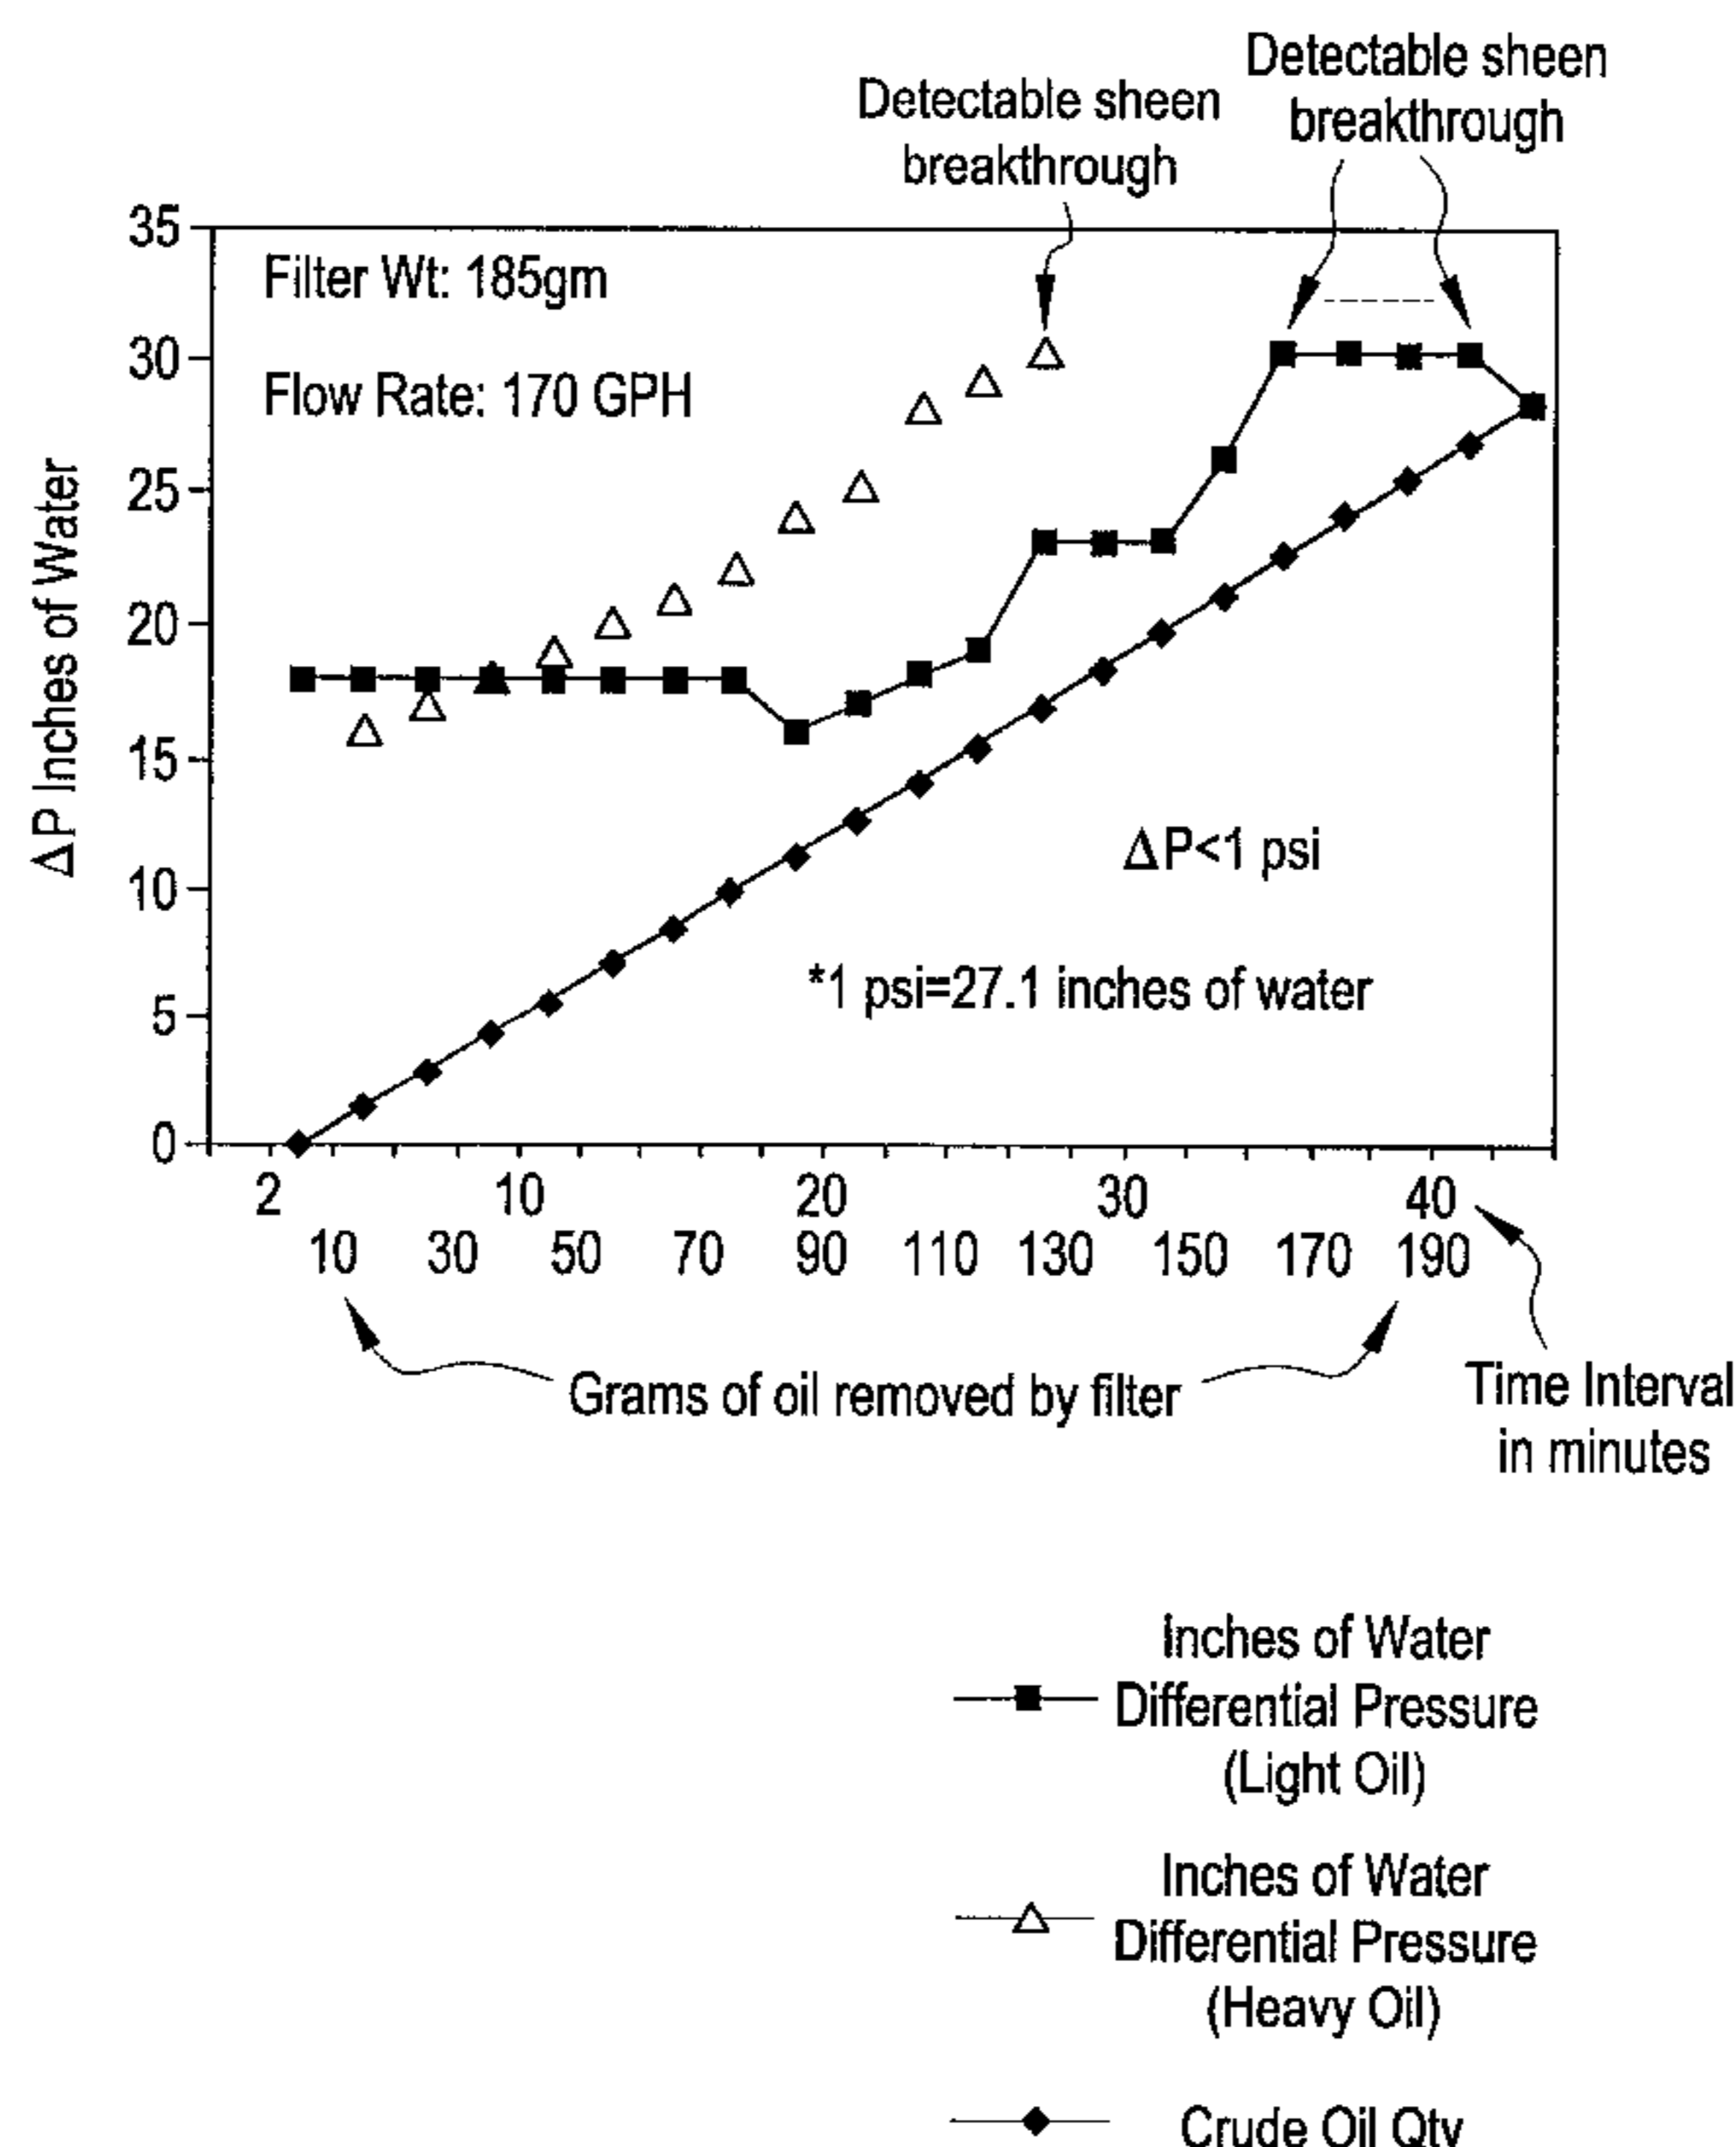 Detectable sheen
breakthrough
Detectable sheen
breakthrough
35
30
25
20
15
10
5
0
ΔP Inches of Water
Filter Wt: 185gm
Flow Rate: 170 GPH
ΔP<1 psi
*1 psi=27.1 inches of water
2 10 20 30 40
10 30 50 70 90 110 130 150 170 190
Grams of oil removed by filter
Time Interval
in minutes
Inches of Water
Differential Pressure
(Light Oil)
Inches of Water
Differential Pressure
(Heavy Oil)
Crude Oil Qty